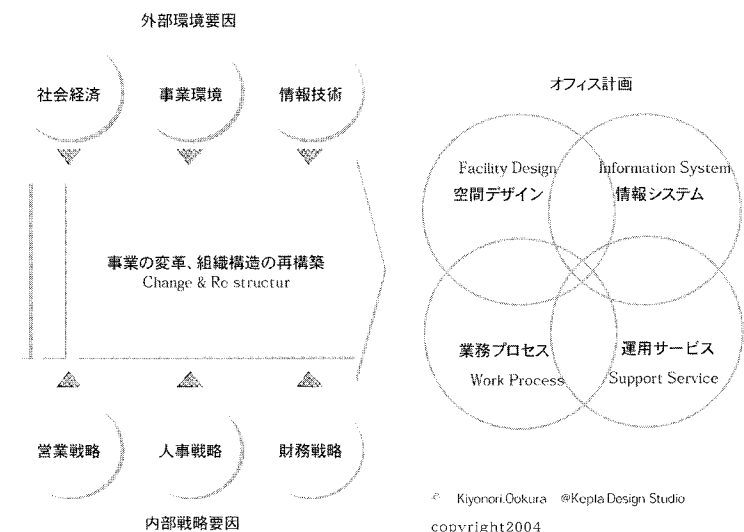 外部環境要因
社会経済
事業環境
情報技術
事業の変革、組織構造の再構築
Change & Re structur
営業戦略
人事戦略
財務戦略
内部戦略要因
オフィス計画
Facility Design
空間デザイン
Information System
情報システム
業務プロセス
Work Process
運用サービス
Support Service
© Kiyonori.Ookura @Kepla Design Studio
copyright2004